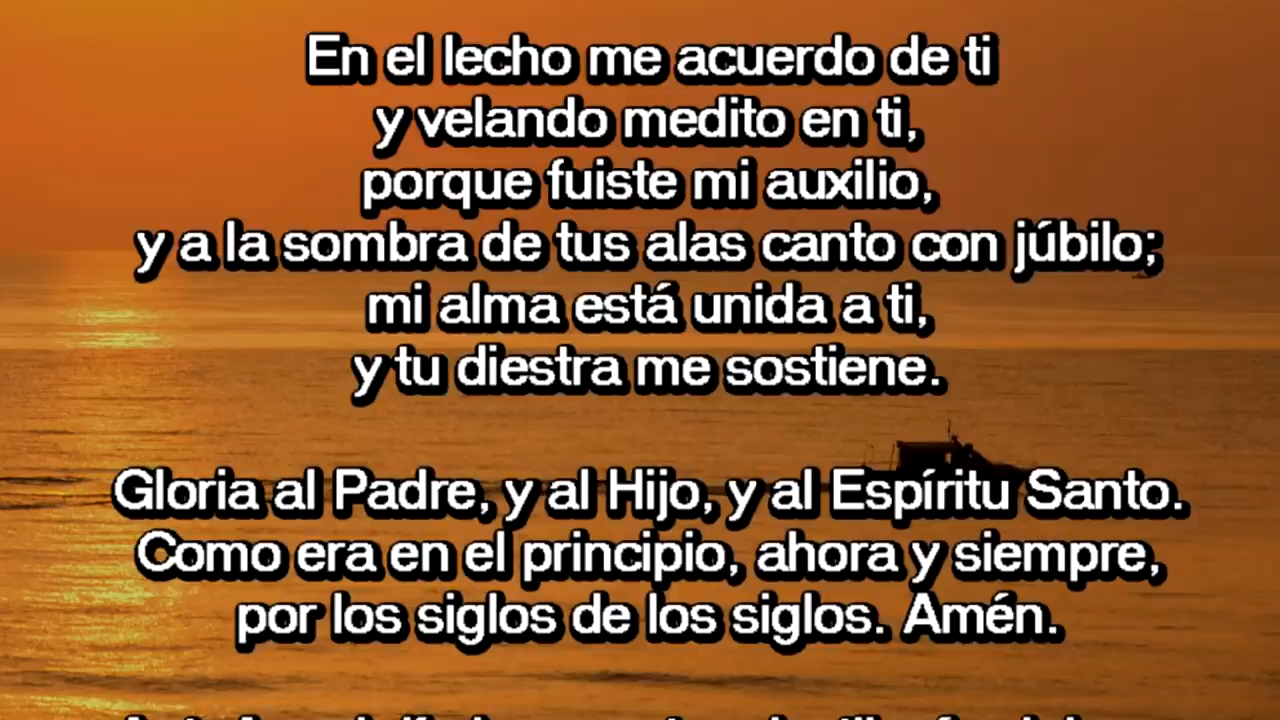 En el lecho me acuerdo de ti
y velando medito en ti,
porque fuiste mi auxilio,
y a la sombra de tus alas canto con júbilo;
mi alma está unida a ti,
y tu diestra me sostiene.
Gloria al Padre, y al Hijo, y al Espíritu Santo.
Como era en el principio, ahora y siempre,
por los siglos de los siglos. Amén.